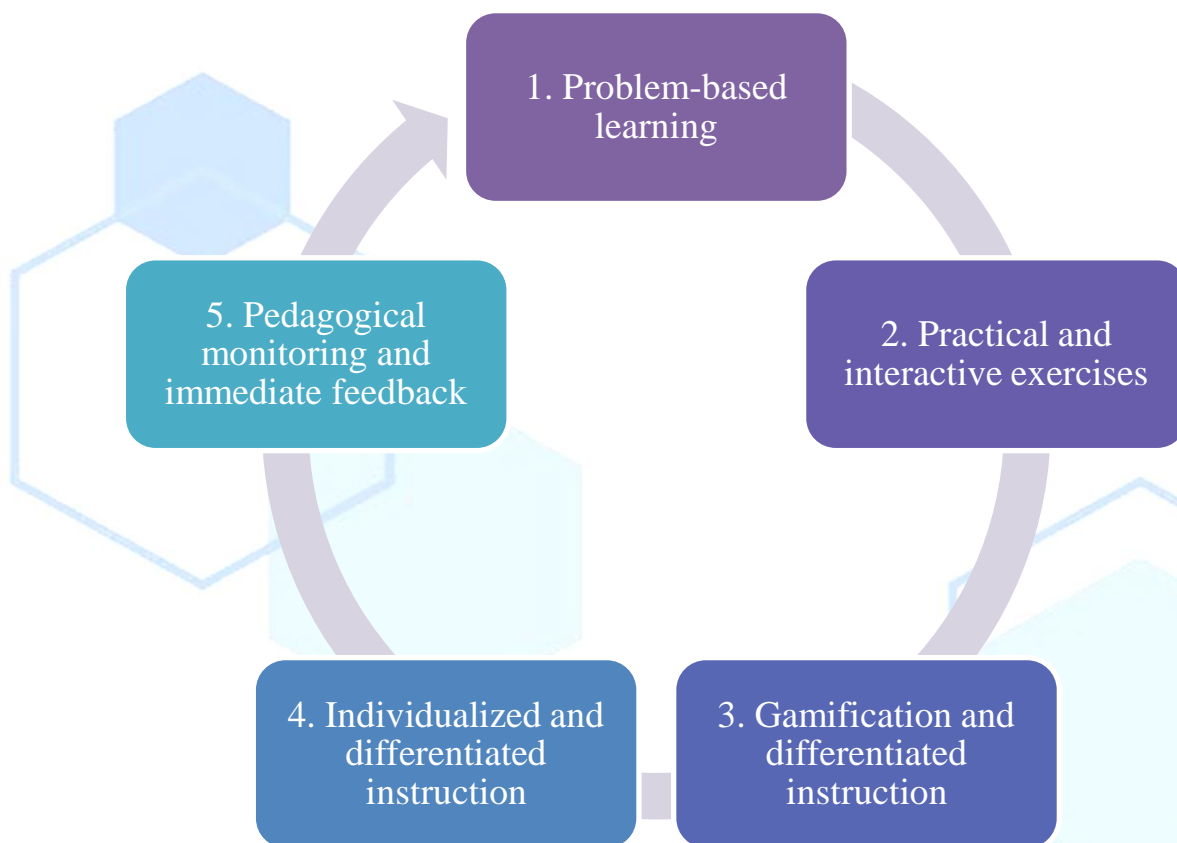 1. Problem-based
learning
2. Practical and
interactive exercises
3. Gamification and
differentiated
instruction
4. Individualized and
differentiated
instruction
5. Pedagogical
monitoring and
immediate feedback